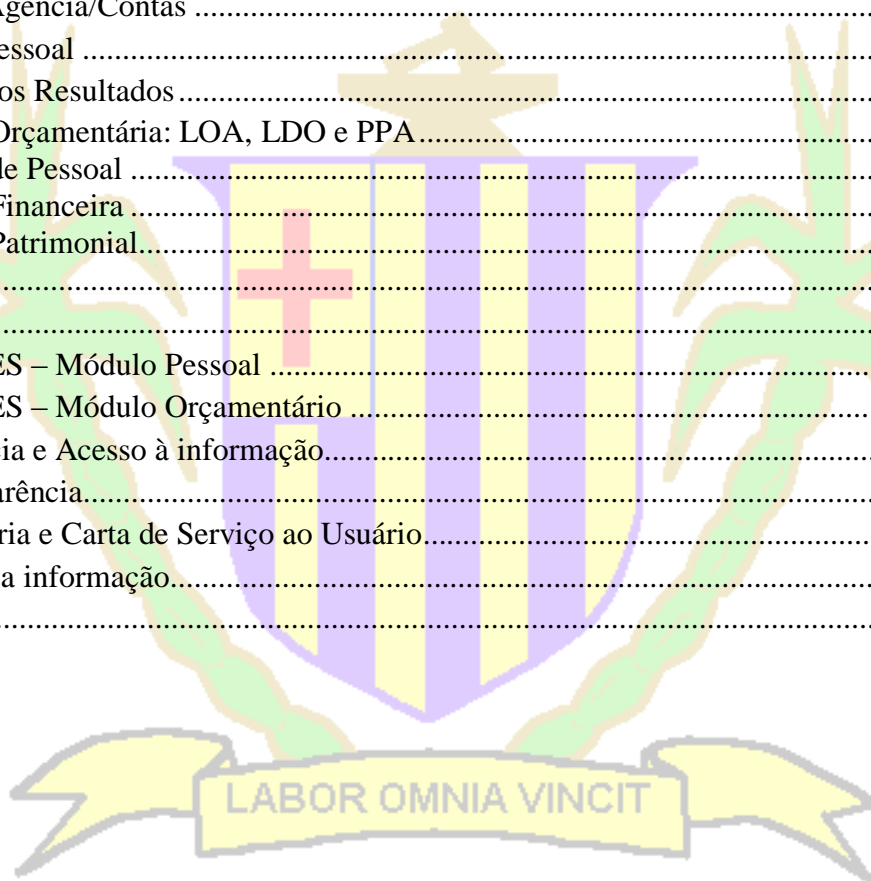 Agência/Contas ..........................................................................................
essoal ..........................................................................................
os Resultados ..........................................................................................
Orçamentária: LOA, LDO e PPA ..........................................................................................
de Pessoal ..........................................................................................
Financeira ..........................................................................................
Patrimonial ..........................................................................................
..........................................................................................
..........................................................................................
ES – Módulo Pessoal ..........................................................................................
ES – Módulo Orçamentário ..........................................................................................
ia e Acesso à informação ..........................................................................................
arência ..........................................................................................
ria e Carta de Serviço ao Usuário ..........................................................................................
a informação ..........................................................................................
..........................................................................................
LABOR OMNIA VINCIT